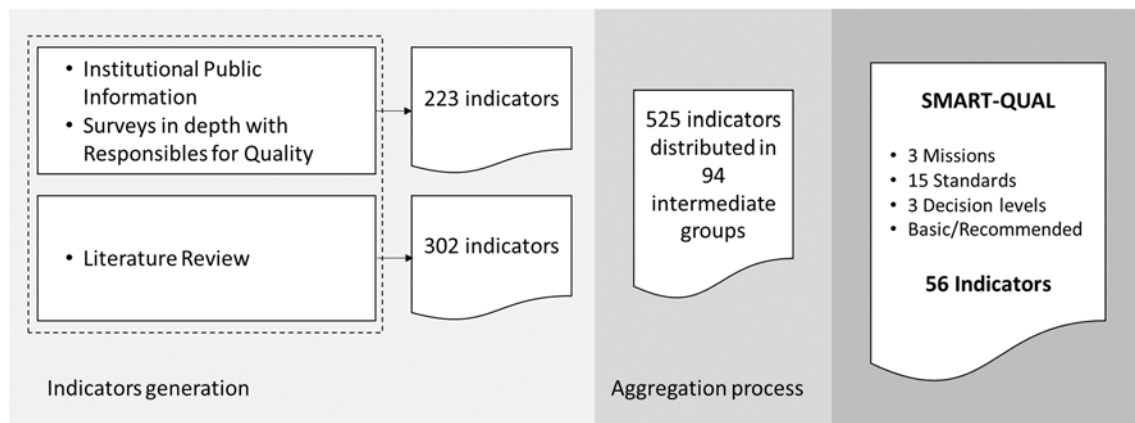 • Institutional Public
Information
• Surveys in depth with
Responsibles for Quality
223 indicators
• Literature Review
302 indicators
Indicators generation
525 indicators
distributed in
94
intermediate
groups
Aggregation process
SMART-QUAL
• 3 Missions
• 15 Standards
• 3 Decision levels
• Basic/Recommended
56 Indicators